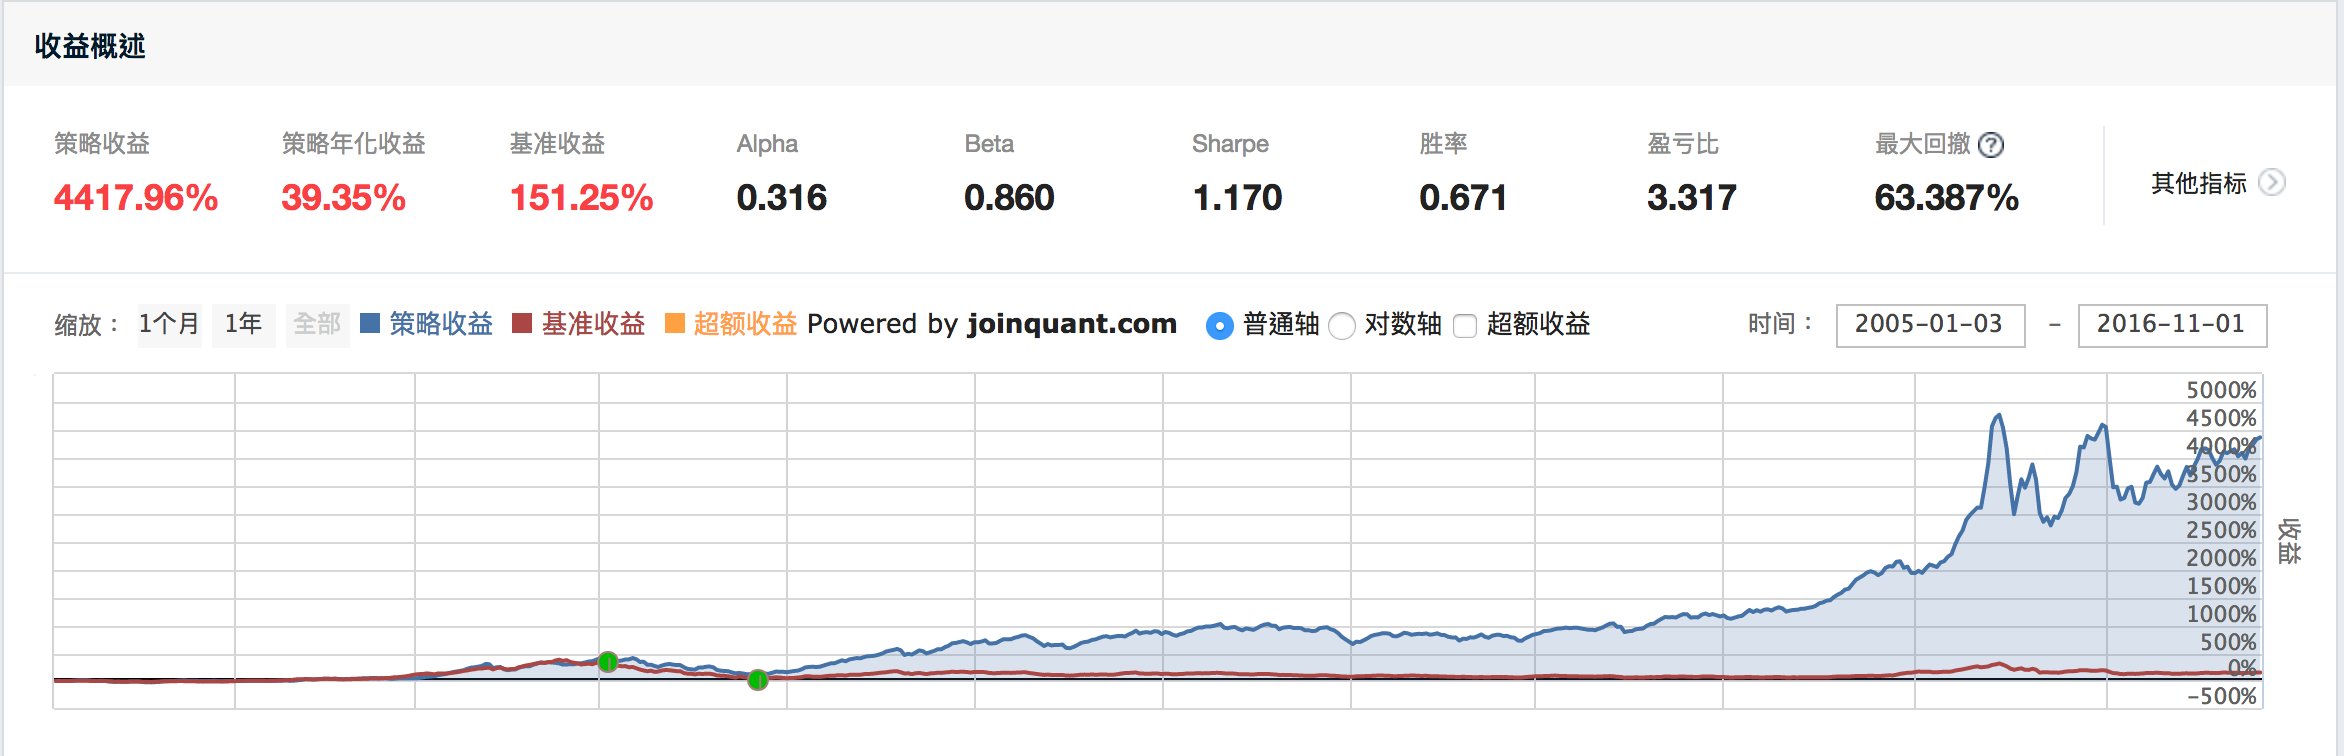 收益概述
策略收益 策略年化收益 基准收益 Alpha Beta Sharpe 胜率 盈亏比 最大回撤 ?
4417.96% 39.35% 151.25% 0.316 0.860 1.170 0.671 3.317 63.387%
其他指标
缩放： 1个月 1年 全部 策略收益 基准收益 超额收益 Powered by joinquant.com 普通轴 对数轴 超额收益 时间： 2005-01-03 – 2016-11-01
5000%
4500%
4000%
3500%
3000%
2500%
2000%
1500%
1000%
500%
0%
-500%
收益